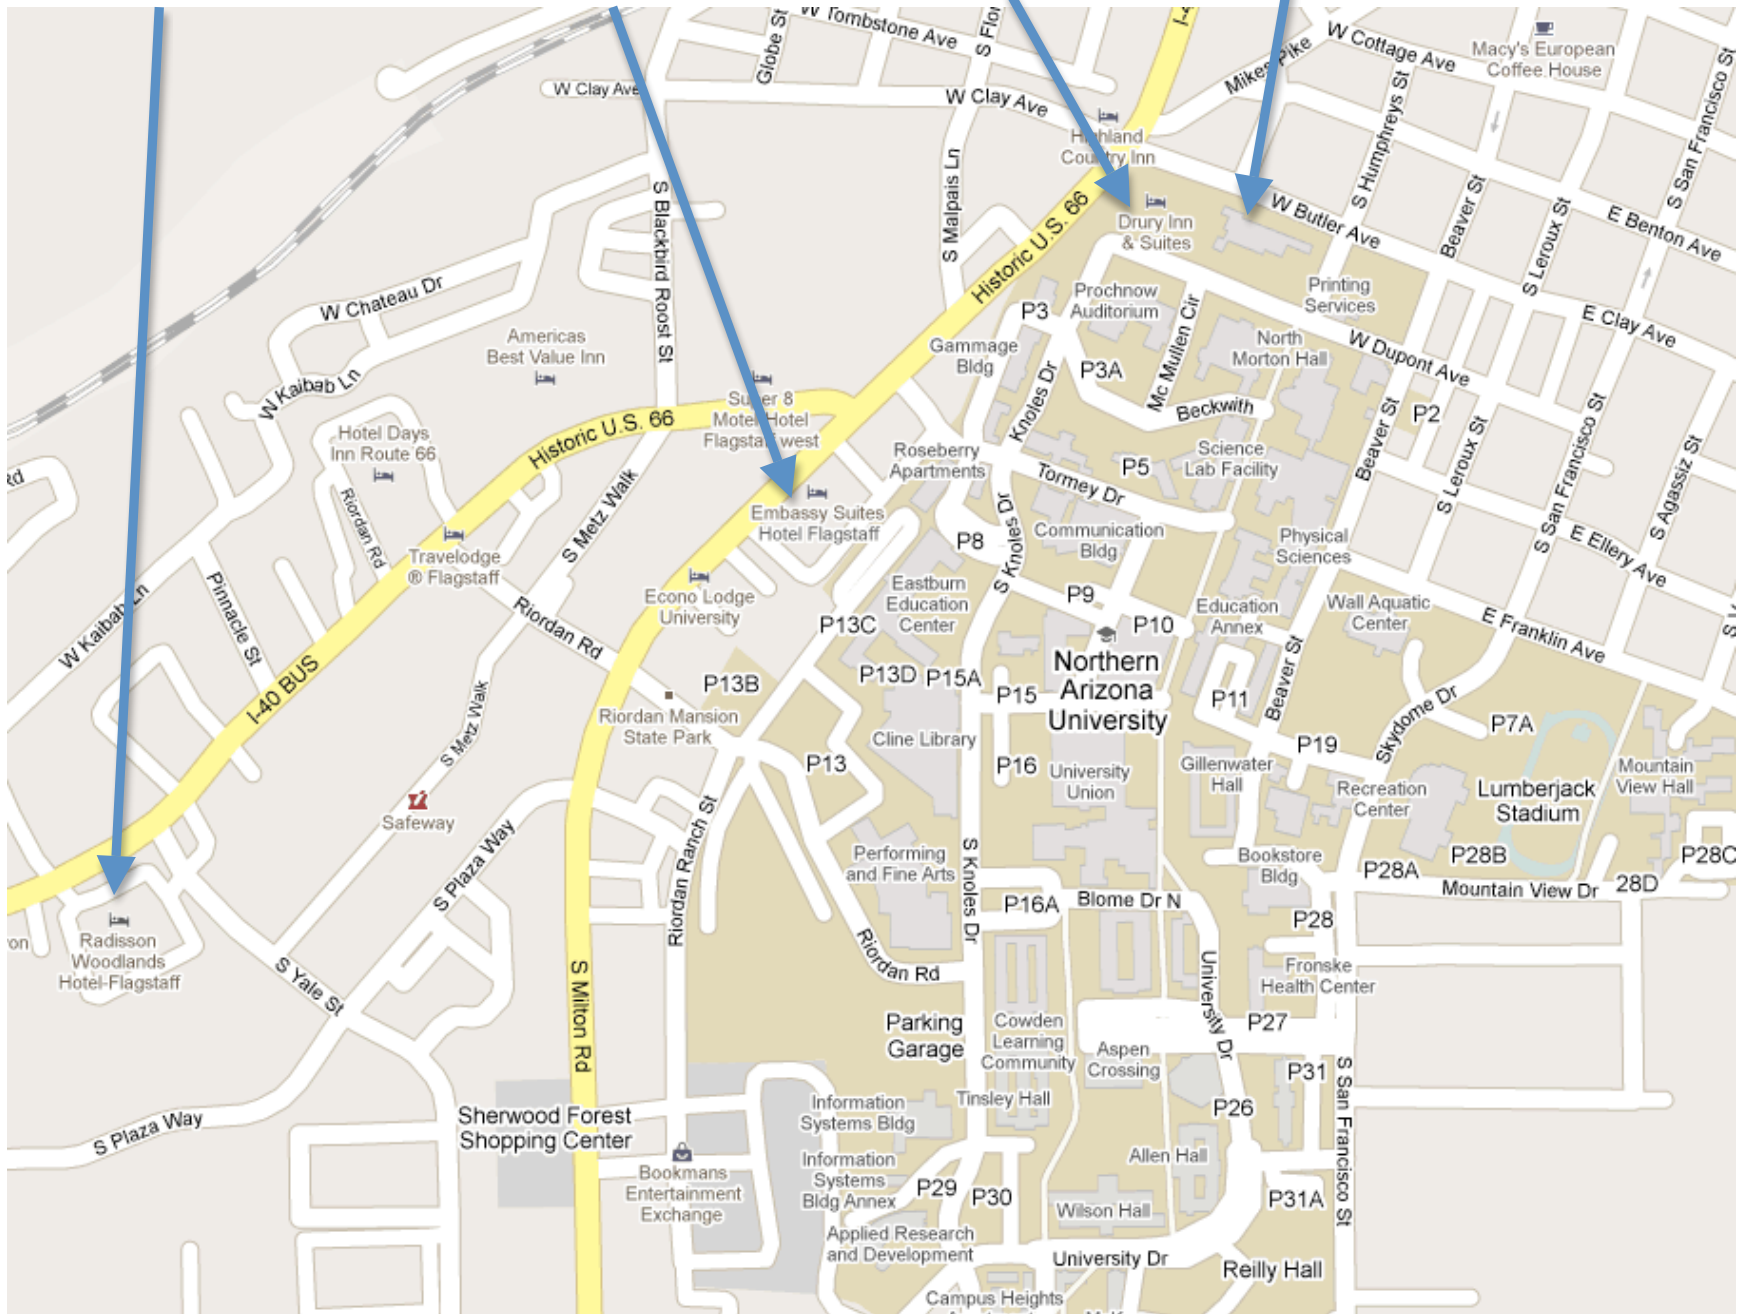 W Tombstone Ave
S Flo
I-4
Globe St
W Cottage Ave
Macy's European
Coffee House
S San Francisco St
Mikes Pike
W Clay Ave
W Clay Ave
Highland
Country Inn
S Humphreys St
S Malpais Ln
S Blackbird Roost St
Drury Inn
& Suites
W Butler Ave
Beaver St
S Leroux St
E Benton Ave
Historic U.S. 66
W Chateau Dr
Prochnow
Auditorium
Printing
Services
P3
Mc Mullen Cir
E Clay Ave
Americas
Best Value Inn
Gammage
Bldg
North
Morton Hall
W Dupont Ave
P3A
Knoles Dr
W Kaibab Ln
Super 8
Motel Hotel
Flagstaff west
Beckwith
P2
Beaver St
S San Francisco St
Historic U.S. 66
Hotel Days
Inn Route 66
Roseberry
Apartments
Science
Lab Facility
P5
Tormey Dr
S Leroux St
S Agassiz St
Rd
Riordan Rd
S Metz Walk
Embassy Suites
Hotel Flagstaff
S Knoles Dr
Communication
Bldg
Physical
Sciences
E Ellery Ave
Travelodge
® Flagstaff
P8
Eastburn
Education
Center
P9
Econo Lodge
University
Pinnacle St
W Kaibab Ln
Riordan Rd
P13C
P10
Education
Annex
Wall Aquatic
Center
E Franklin Ave
Northern
Arizona
University
P13B
P13D
P15A
P15
P11
Beaver St
I-40 BUS
Riordan Mansion
State Park
S Metz Walk
Cline Library
Skydome Dr
P7A
P13
P16
University
Union
Gillenwater
Hall
P19
Recreation
Center
Lumberjack
Stadium
Mountain
View Hall
Safeway
S Plaza Way
Riordan Ranch St
Performing
and Fine Arts
S Knoles Dr
Bookstore
Bldg
P28A
P28B
P28C
Mountain View Dr
28D
P16A
Blome Dr N
P28
on
Radisson
Woodlands
Hotel-Flagstaff
S Yale St
S Milton Rd
Riordan Rd
University Dr
Fronske
Health Center
Parking
Garage
Cowden
Learning
Community
Aspen
Crossing
P27
P31
S San Francisco St
Information
Systems Bldg
Tinsley Hall
P26
S Plaza Way
Sherwood Forest
Shopping Center
Bookmans
Entertainment
Exchange
Information
Systems
Bldg Annex
P29
P30
Allen Hall
Wilson Hall
P31A
Applied Research
and Development
University Dr
Reilly Hall
Campus Heights